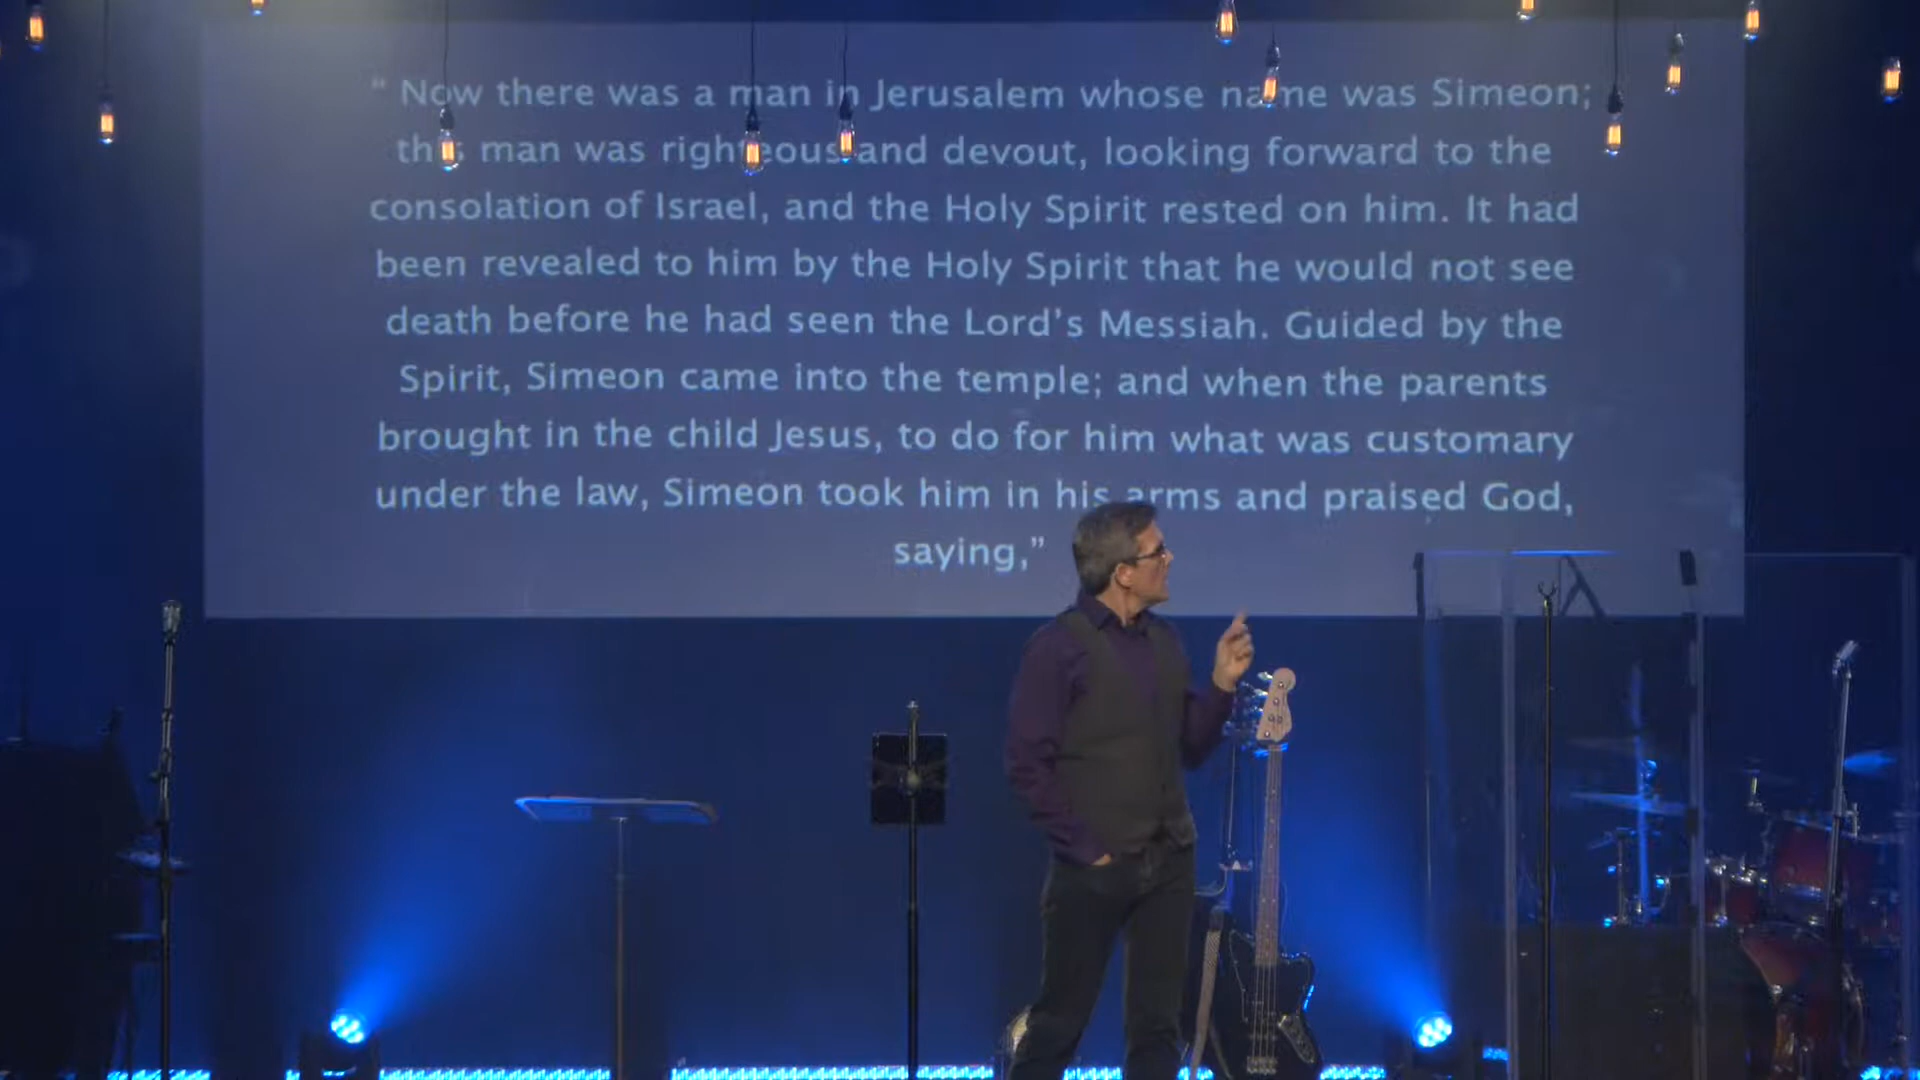 “ Now there was a man in Jerusalem whose name was Simeon;
this man was righteous and devout, looking forward to the
consolation of Israel, and the Holy Spirit rested on him. It had
been revealed to him by the Holy Spirit that he would not see
death before he had seen the Lord’s Messiah. Guided by the
Spirit, Simeon came into the temple; and when the parents
brought in the child Jesus, to do for him what was customary
under the law, Simeon took him in his arms and praised God,
saying,”